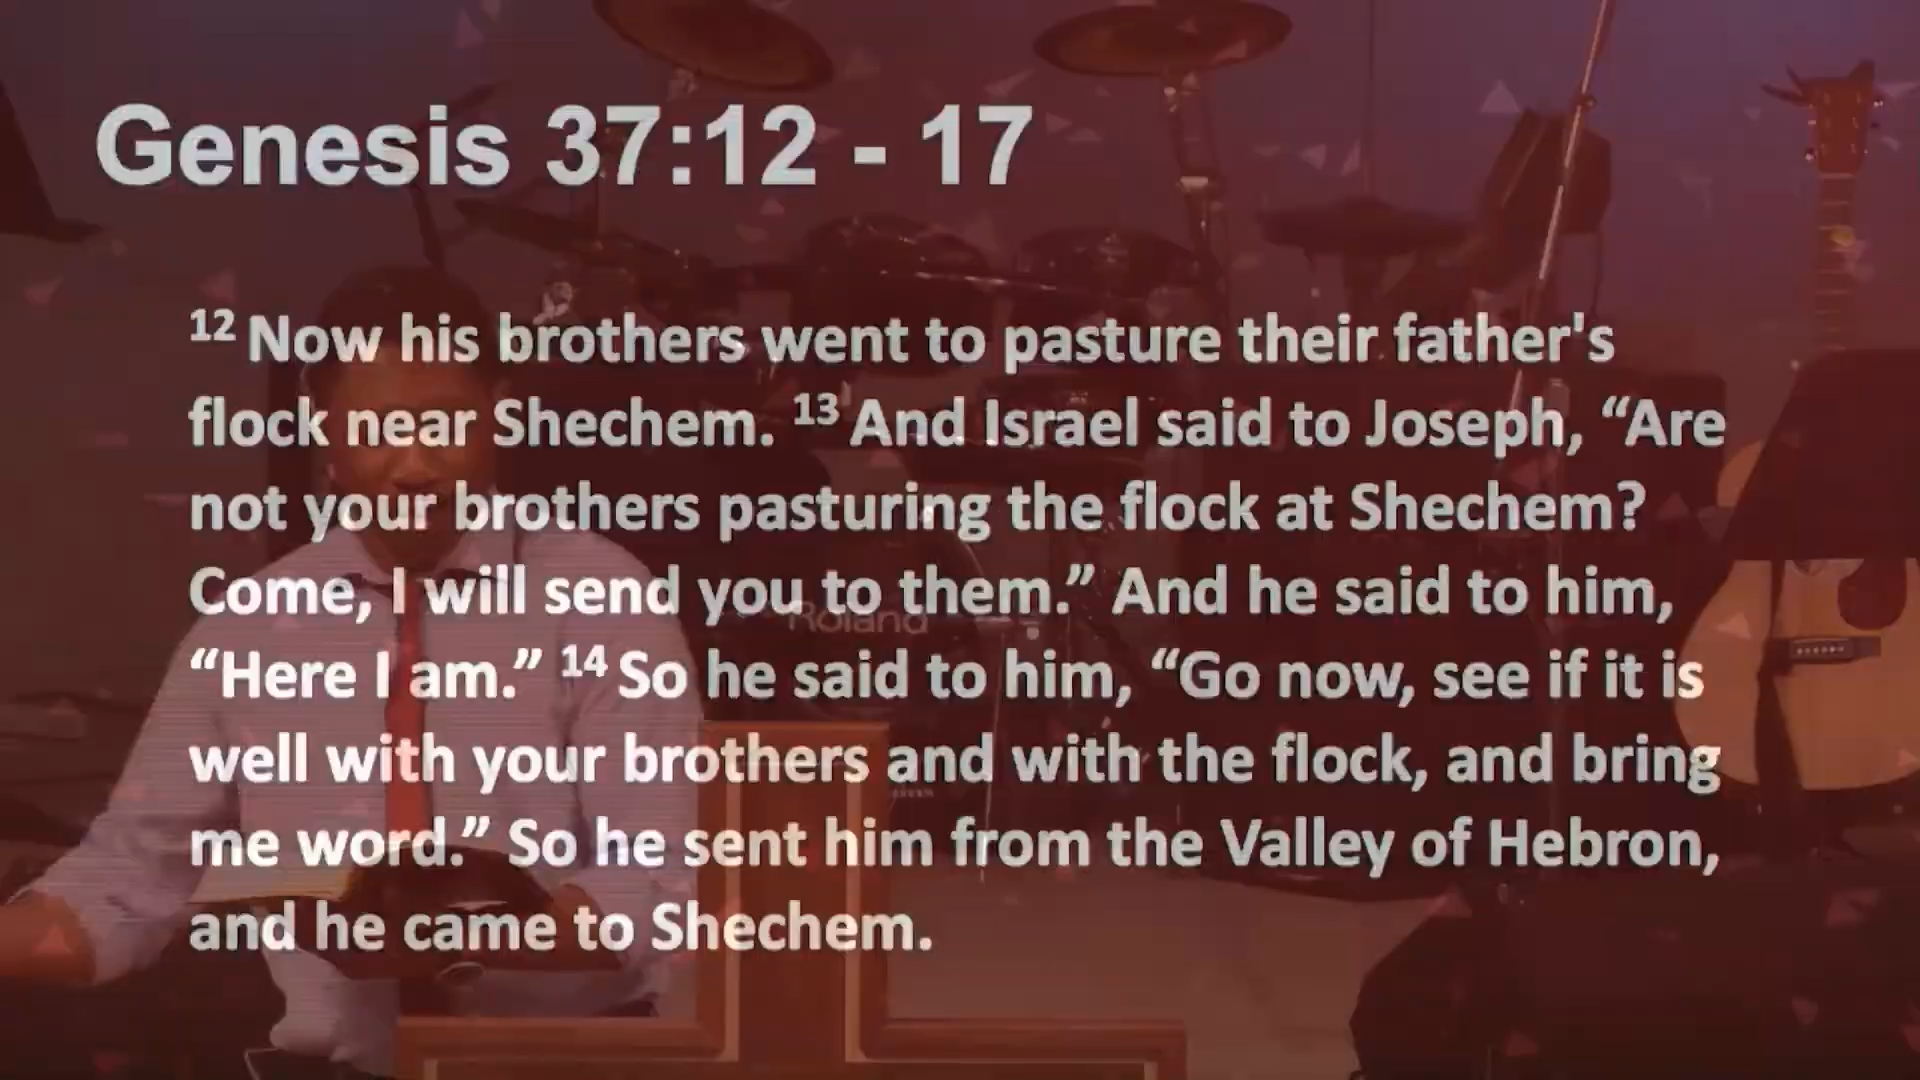 Genesis 37:12 - 17
12 Now his brothers went to pasture their father's
flock near Shechem. 13 And Israel said to Joseph, “Are
not your brothers pasturing the flock at Shechem?
Come, I will send you to them.” And he said to him,
“Here I am.” 14 So he said to him, “Go now, see if it is
well with your brothers and with the flock, and bring
me word.” So he sent him from the Valley of Hebron,
and he came to Shechem.
Roland